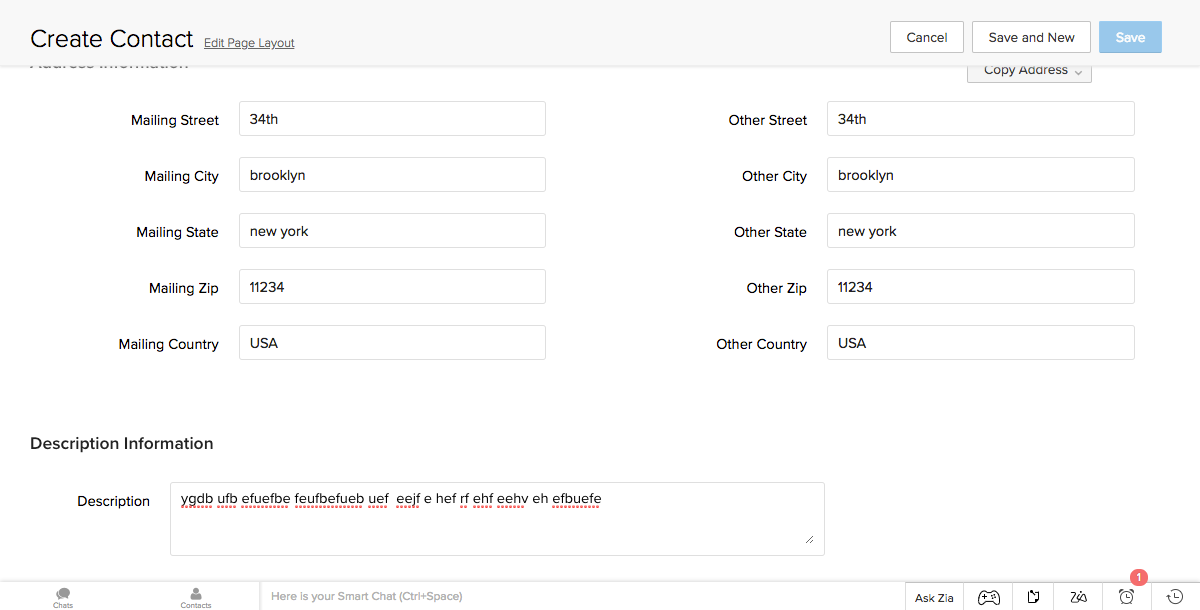 Create Contact Edit Page Layout Cancel Save and New Save
Address Information Copy Address
Mailing Street 34th Other Street 34th
Mailing City brooklyn Other City brooklyn
Mailing State new york Other State new york
Mailing Zip 11234 Other Zip 11234
Mailing Country USA Other Country USA
Description Information
Description ygdb ufb efuefbe feufbefueb uef eejf e hef rf ehf eehv eh efbuefe
1
Chats Contacts Here is your Smart Chat (Ctrl+Space) Ask Zia